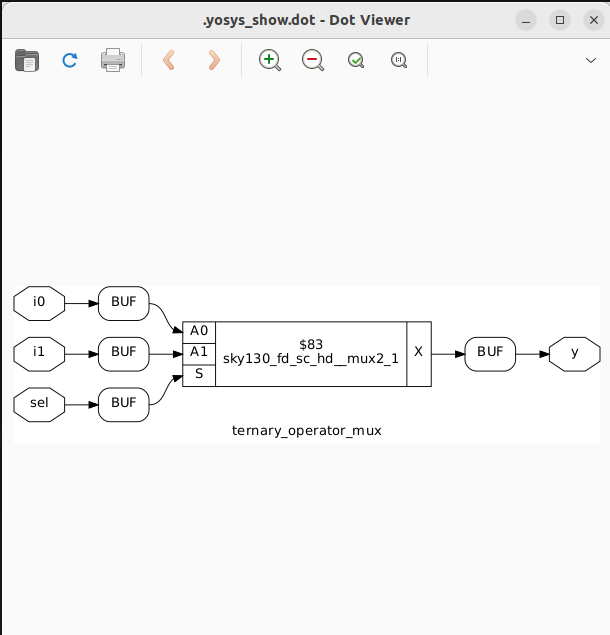 .yosys_show.dot - Dot Viewer
i0
BUF
i1
BUF
sel
BUF
A0
A1
S
$83
sky130_fd_sc_hd__mux2_1
X
BUF
y
ternary_operator_mux